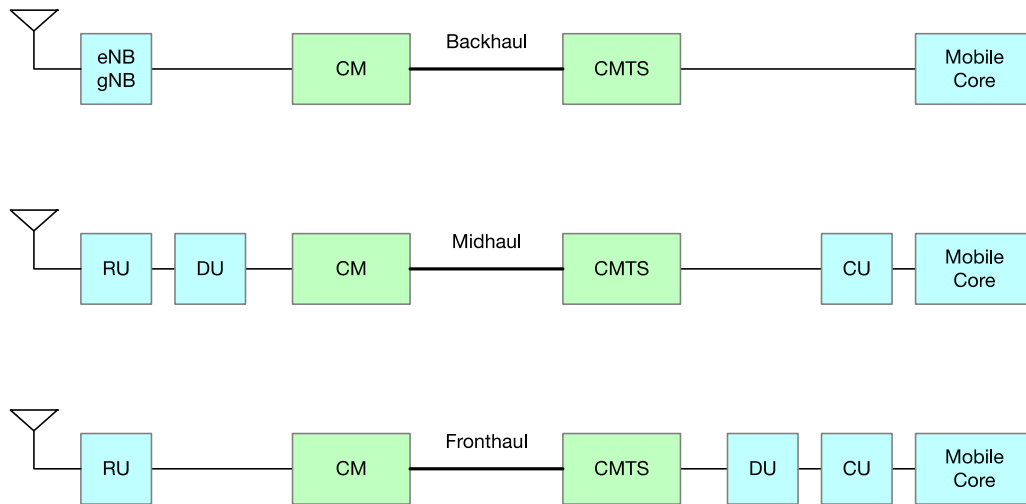 Backhaul
eNB
gNB
CM
CMTS
Mobile
Core
Midhaul
RU
DU
CM
CMTS
CU
Mobile
Core
Fronthaul
RU
CM
CMTS
DU
CU
Mobile
Core